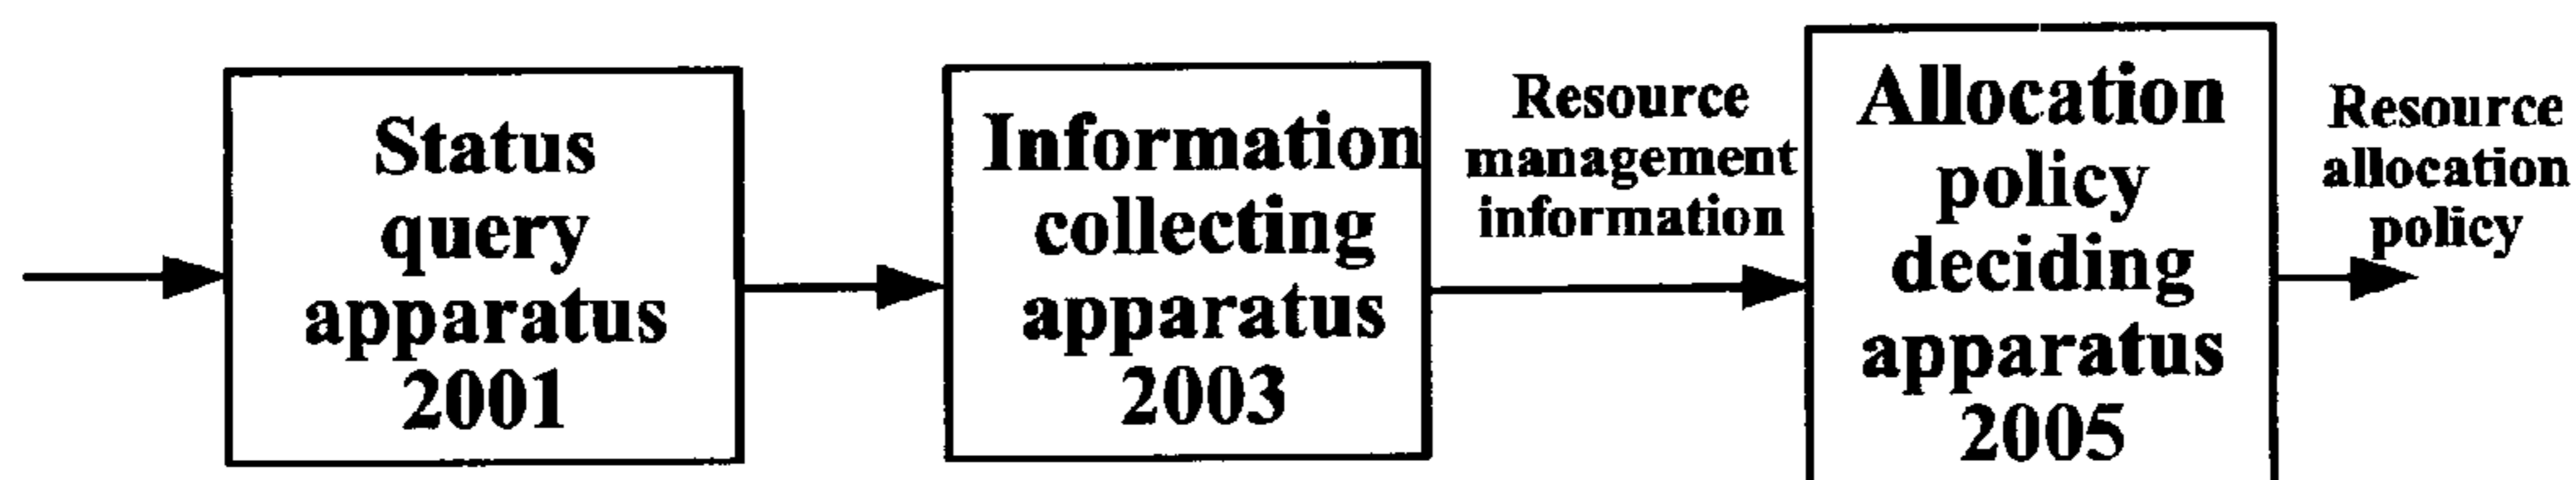 Status
query
apparatus
2001
Information
collecting
apparatus
2003
Resource
management
information
Allocation
policy
deciding
apparatus
2005
Resource
allocation
policy